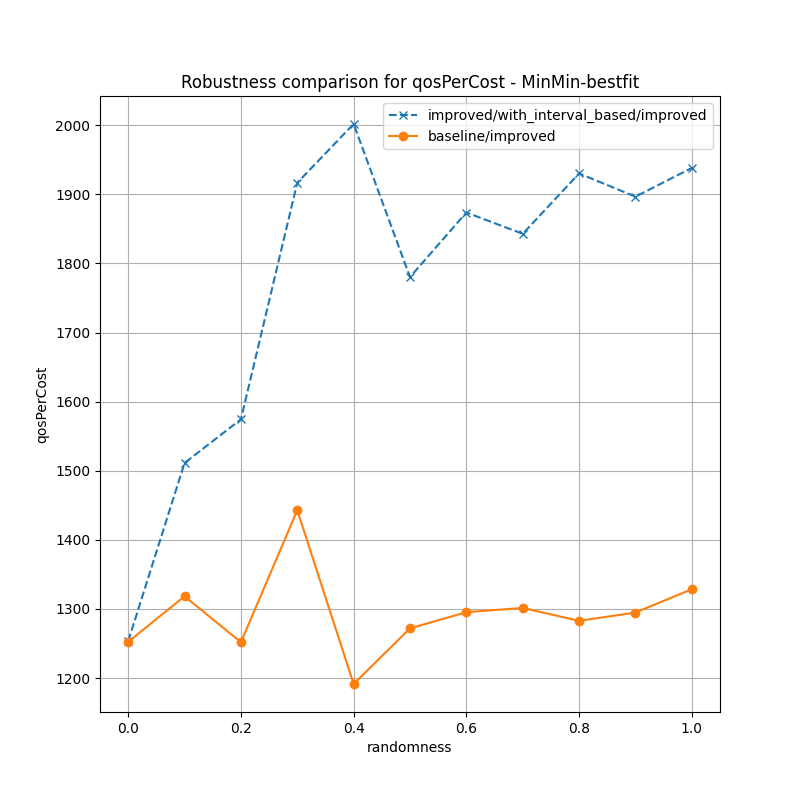 Robustness comparison for qosPerCost - MinMin-bestfit
improved/with_interval_based/improved
baseline/improved
qosPerCost
2000
1900
1800
1700
1600
1500
1400
1300
1200
0.0 0.2 0.4 0.6 0.8 1.0
randomness